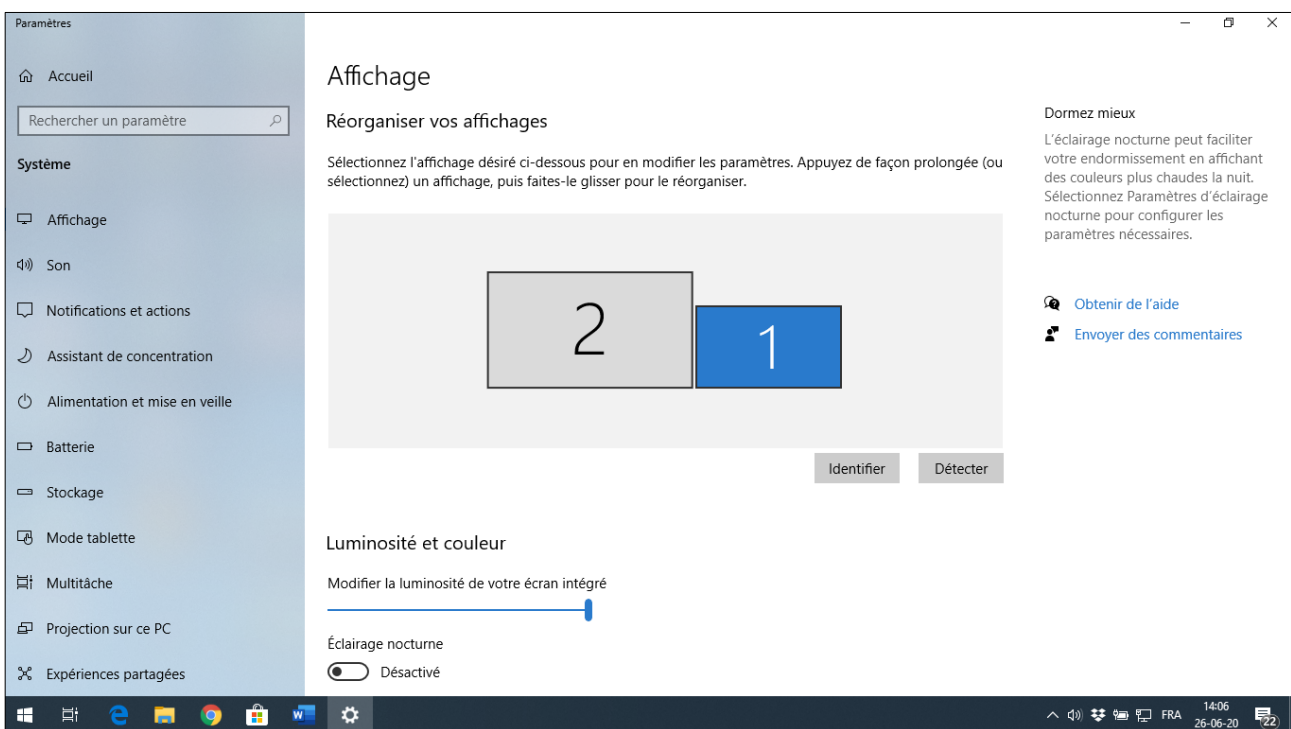 Paramètres
Accueil
Rechercher un paramètre
Système
Affichage
Son
Notifications et actions
Assistant de concentration
Alimentation et mise en veille
Batterie
Stockage
Mode tablette
Multitâche
Projection sur ce PC
Expériences partagées
Affichage
Réorganiser vos affichages
Sélectionnez l'affichage désiré ci-dessous pour en modifier les paramètres. Appuyez de façon prolongée (ou
sélectionnez) un affichage, puis faites-le glisser pour le réorganiser.
2
1
Identifier
Détecter
Luminosité et couleur
Modifier la luminosité de votre écran intégré
Éclairage nocturne
Désactivé
Dormez mieux
L'éclairage nocturne peut faciliter
votre endormissement en affichant
des couleurs plus chaudes la nuit.
Sélectionnez Paramètres d'éclairage
nocturne pour configurer les
paramètres nécessaires.
Obtenir de l'aide
Envoyer des commentaires
W
FRA
14:06
26-06-20
22